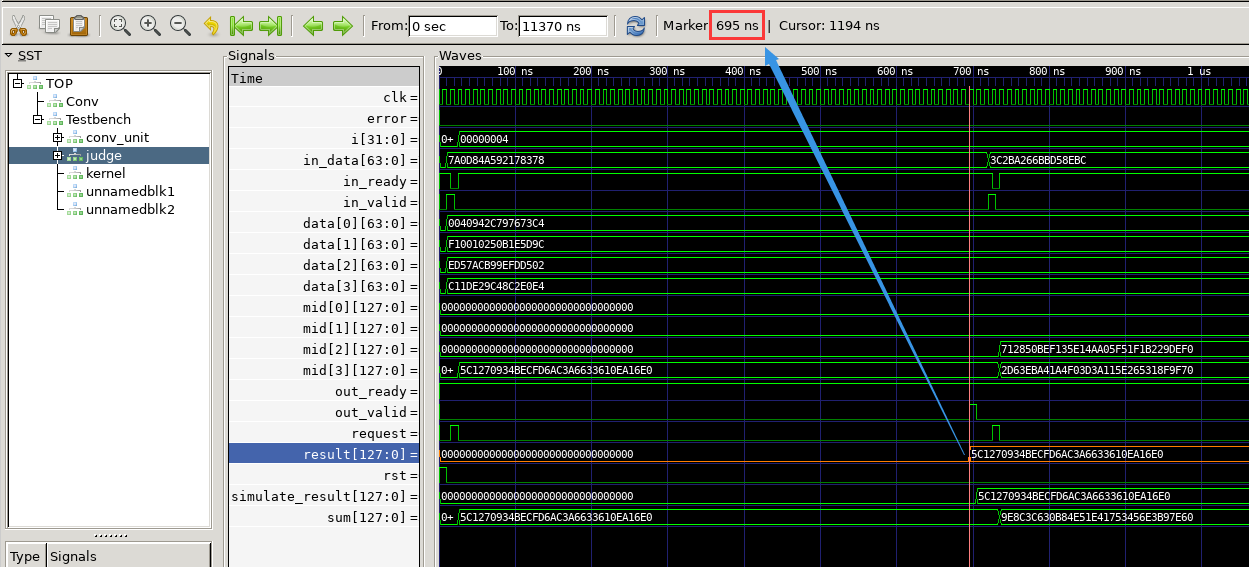 From: 0 sec To: 11370 ns Marker 695 ns | Cursor: 1194 ns
SST
TOP
Conv
Testbench
conv_unit
judge
kernel
unnamedblk1
unnamedblk2
Type Signals
Signals
Time
clk =
error =
i[31:0] =
in_data[63:0] =
in_ready =
in_valid =
data[0][63:0] =
data[1][63:0] =
data[2][63:0] =
data[3][63:0] =
mid[0][127:0] =
mid[1][127:0] =
mid[2][127:0] =
mid[3][127:0] =
out_ready =
out_valid =
request =
result[127:0] =
rst =
simulate_result[127:0] =
sum[127:0] =
Waves
0 100 ns 200 ns 300 ns 400 ns 500 ns 600 ns 700 ns 800 ns 900 ns 1 us
0+ 00000004
7A0D84A592178378 3C2BA266BBD58EBC
0040942C797673C4
F10010250B1E5D9C
ED57ACB99EFDD502
C11DE29C48C2E0E4
00000000000000000000000000000000
00000000000000000000000000000000
00000000000000000000000000000000 712850BEF135E14AA05F51F1B229DEF0
0+ 5C1270934BECFD6AC3A6633610EA16E0 2D63EBA41A4F03D3A115E265318F9F70
00000000000000000000000000000000 5C1270934BECFD6AC3A6633610EA16E0
00000000000000000000000000000000 5C1270934BECFD6AC3A6633610EA16E0
0+ 5C1270934BECFD6AC3A6633610EA16E0 9E8C3C630B84E51E41753456E3B97E60